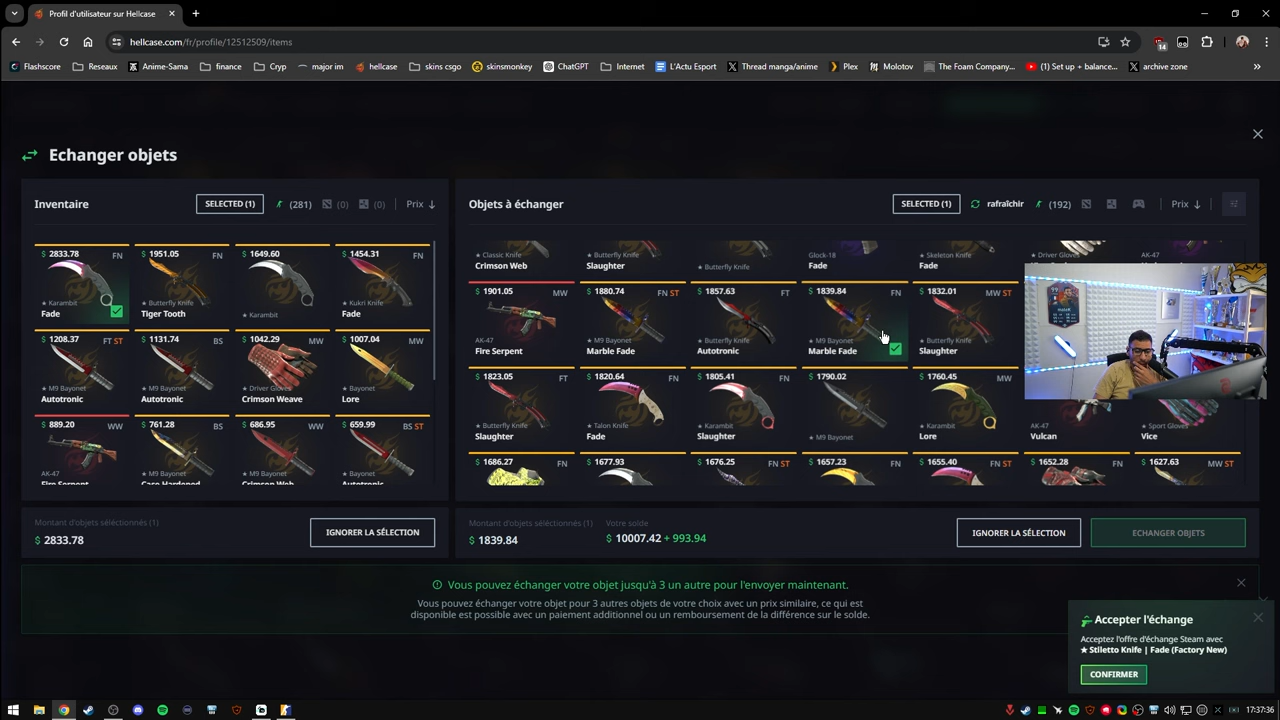 Profil d'utilisateur sur Hellcase
hellcase.com/fr/profile/12512509/items
14
Flashscore Reseaux Anime-Sama finance Cryp major im hellcase skins csgo skinsmonkey ChatGPT Internet L'Actu Esport Thread manga/anime Plex Molotov The Foam Company... (1) Set up + balance... archive zone
Echanger objets
Inventaire
SELECTED (1)
(281) (0) (0)
Prix
$ 2833.78 FN
★ Karambit
Fade
$ 1951.05 FN
★ Butterfly Knife
Tiger Tooth
$ 1649.60
★ Karambit
$ 1454.31 FN
★ Kukri Knife
Fade
$ 1208.37 FT ST
★ M9 Bayonet
Autotronic
$ 1131.74 BS
★ M9 Bayonet
Autotronic
$ 1042.29 MW
★ Driver Gloves
Crimson Weave
$ 1007.04 MW
★ M9 Bayonet
Lore
$ 889.20 WW
AK-47
Fire Serpent
$ 761.28 BS
★ M9 Bayonet
Case Hardened
$ 686.95 WW
★ M9 Bayonet
Crimson Web
$ 659.99 BS ST
★ Bayonet
Autotronic
Montant d'objets séléctionnés (1)
$ 2833.78
IGNORER LA SÉLECTION
Objets à échanger
SELECTED (1)
rafraîchir
(192)
Prix
★ Classic Knife
Crimson Web
★ Butterfly Knife
Slaughter
★ Butterfly Knife
Glock-18
Fade
★ Skeleton Knife
Fade
★ Driver Gloves
AK-47
$ 1901.05 MW
AK-47
Fire Serpent
$ 1880.74 FN ST
★ M9 Bayonet
Marble Fade
$ 1857.63 FT
★ Butterfly Knife
Autotronic
$ 1839.84 FN
★ M9 Bayonet
Marble Fade
$ 1832.01 MW ST
★ Butterfly Knife
Slaughter
$ 1823.05 FT
★ Butterfly Knife
Slaughter
$ 1820.64 FN
★ Talon Knife
Fade
$ 1805.41 FN
★ Karambit
Slaughter
$ 1790.02
★ M9 Bayonet
$ 1760.45 MW
★ Karambit
Lore
AK-47
Vulcan
★ Sport Gloves
Vice
$ 1686.27 FN
$ 1677.93 FN
$ 1676.25 FN ST
$ 1657.23 FN
$ 1655.40 FN ST
$ 1652.28 FN
$ 1627.63 MW ST
Montant d'objets séléctionnés (1)
$ 1839.84
Votre solde
$ 10007.42 + 993.94
IGNORER LA SÉLECTION
ECHANGER OBJETS
Vous pouvez échanger votre objet jusqu'à 3 un autre pour l'envoyer maintenant.
Vous pouvez échanger votre objet pour 3 autres objets de votre choix avec un prix similaire, ce qui est
disponible est possible avec un paiement additionnel ou un remboursement de la différence sur le solde.
Accepter l'échange
Acceptez l'offre d'échange Steam avec
★ Stiletto Knife | Fade (Factory New)
CONFIRMER
17:37:36